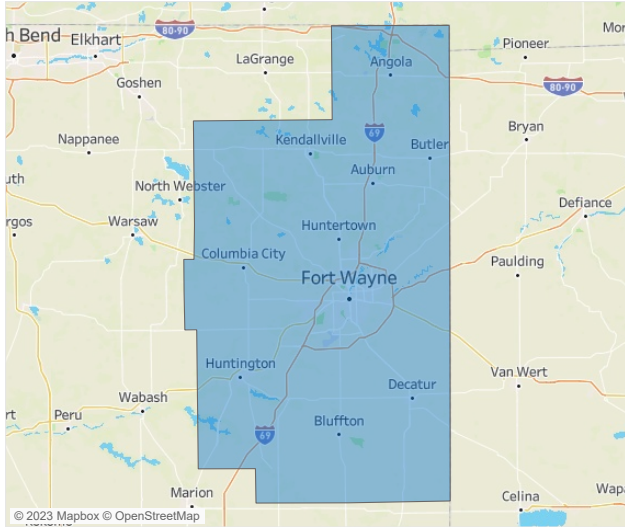 80-90
h Bend
Elkhart
Mor
Pioneer
LaGrange
Angola
Goshen
80-90
69
Bryan
Kendallville
Nappanee
Butler
Auburn
uth
North Webster
Defiance
rgos
Warsaw
Huntertown
Columbia City
Paulding
Fort Wayne
Huntington
Van Wert
Decatur
Wabash
rt
Peru
Bluffton
69
Marion
Celina
Wapa
© 2023 Mapbox © OpenStreetMap